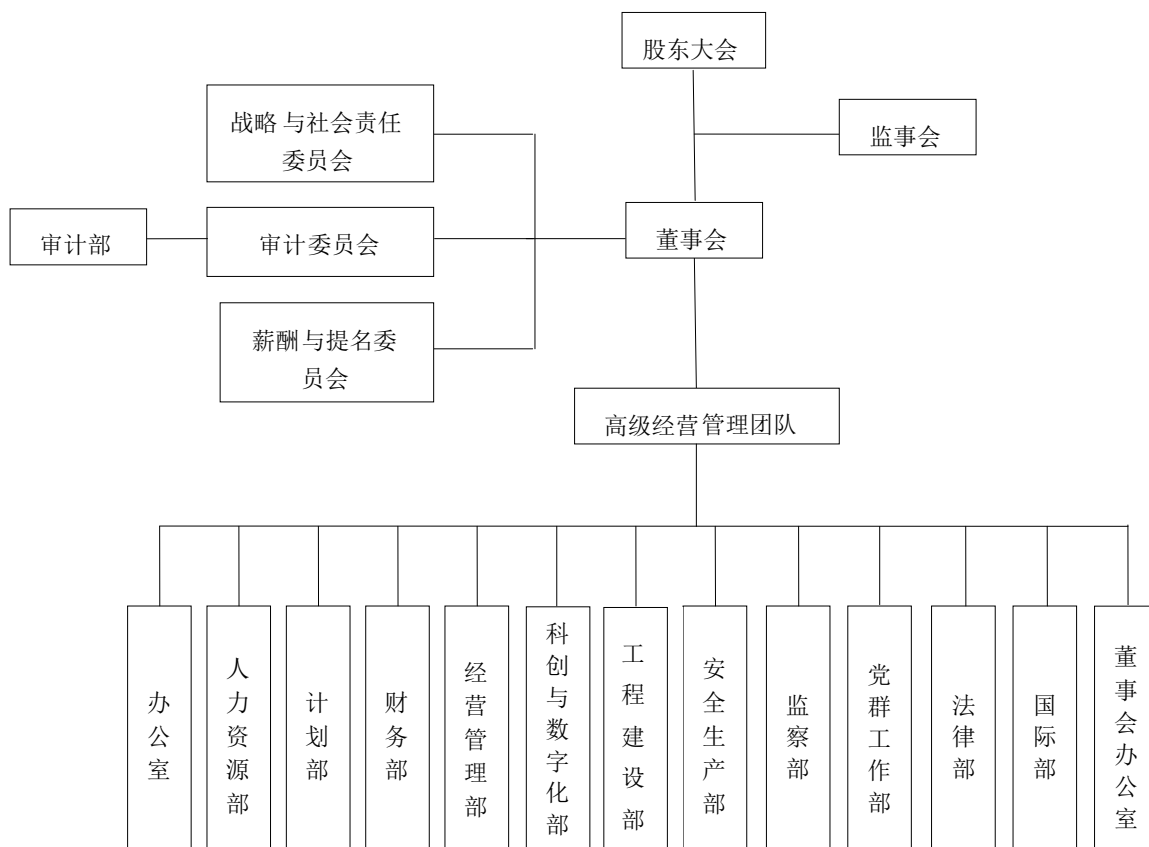 股东大会
战略与社会责任
委员会
监事会
审计部
审计委员会
董事会
薪酬与提名委
员会
高级经营管理团队
办公室
人力资源部
计划部
财务部
经营管理部
科创与数字化部
工程建设部
安全生产部
监察部
党群工作部
法律部
国际部
董事会办公室